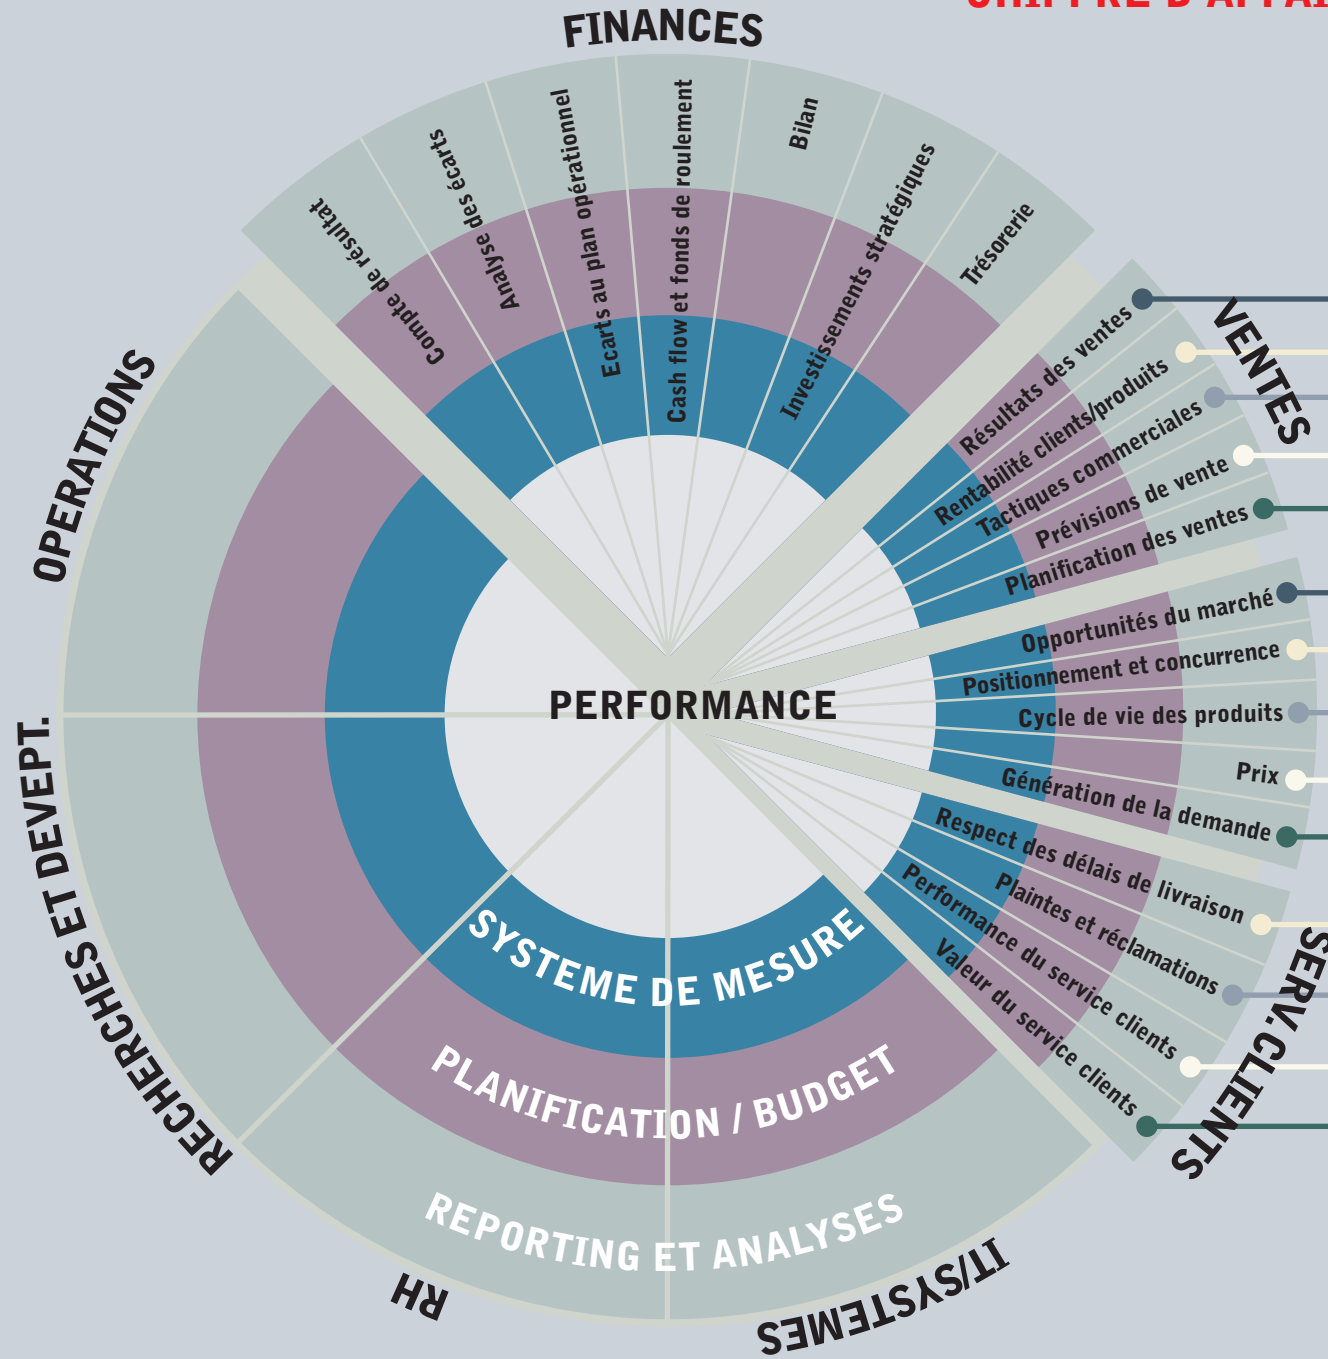 FINANCES
Compte de résultat
Analyse des écarts
Ecarts au plan opérationnel
Cash flow et fonds de roulement
Bilan
Investissements stratégiques
Trésorerie
VENTES
Résultats des ventes
Rentabilité clients/produits
Tactiques commerciales
Prévisions de vente
Planification des ventes
Opportunités du marché
Positionnement et concurrence
Cycle de vie des produits
Prix
Génération de la demande
SERV.CLIENTS
Respect des délais de livraison
Plaintes et réclamations
Performance du service clients
Valeur du service clients
OPERATIONS
PERFORMANCE
RECHERCHES ET DEVEPT.
SYSTEME DE MESURE
PLANIFICATION / BUDGET
REPORTING ET ANALYSES
RH
IT/SYSTEMES